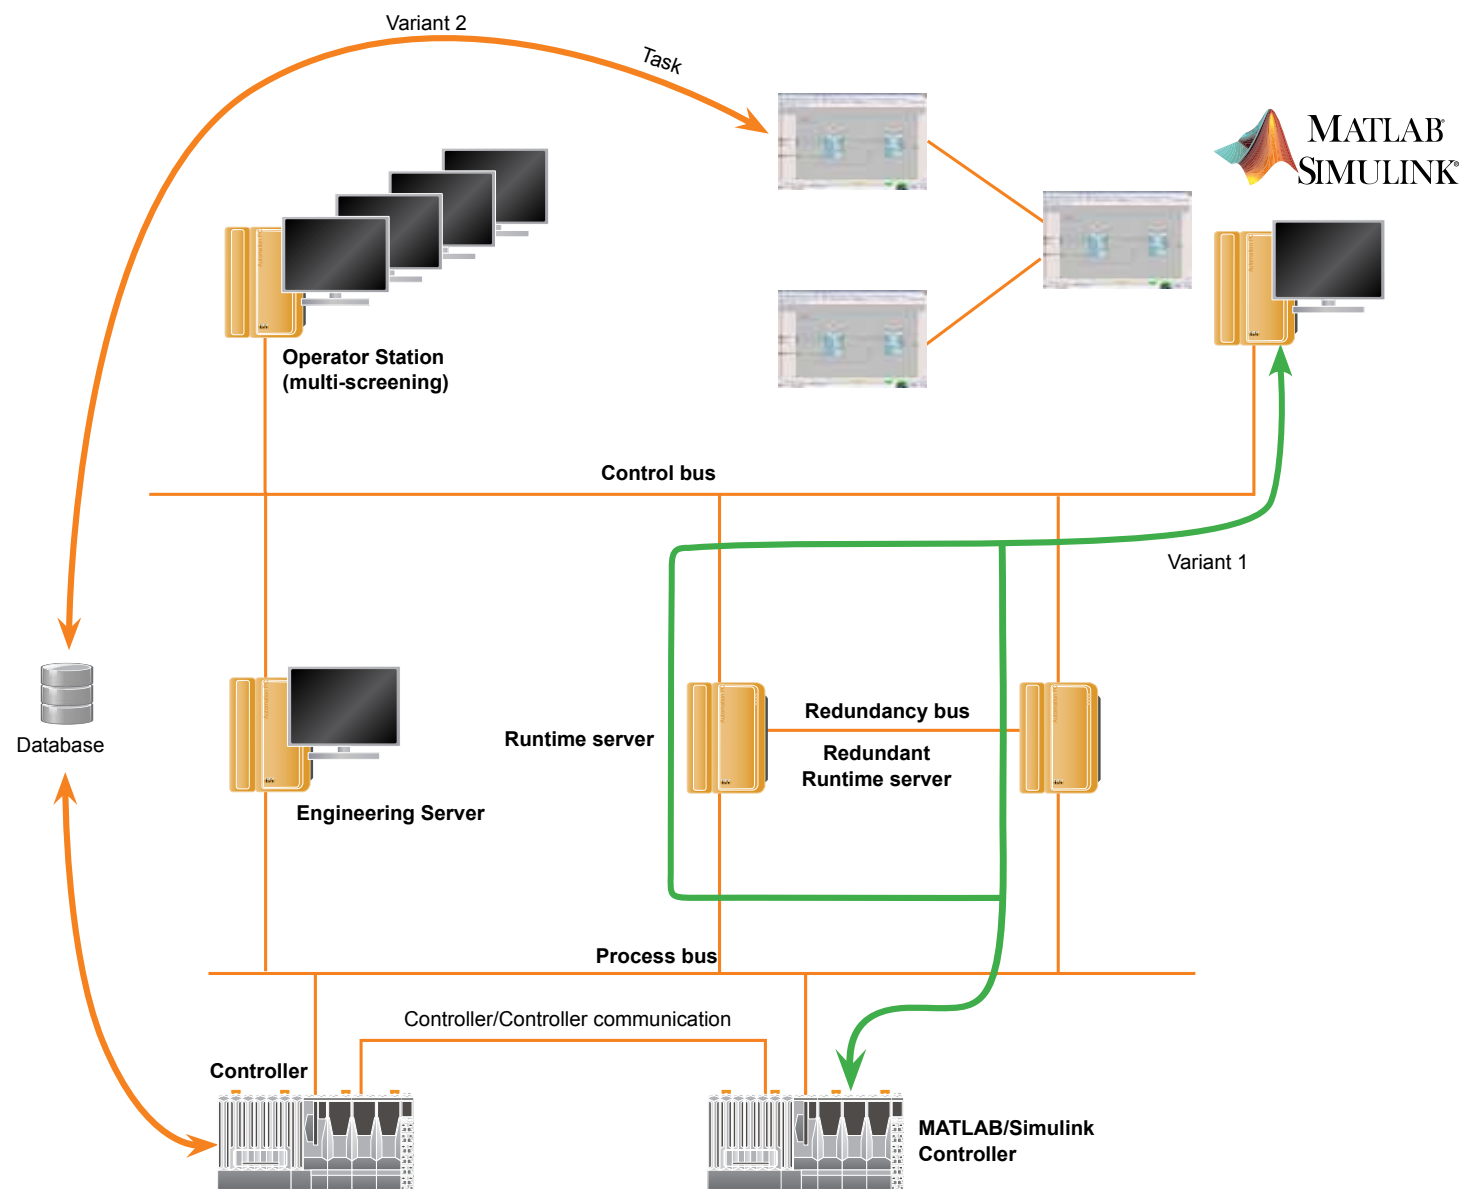 Variant 2
Task
MATLAB®
SIMULINK®
Operator Station
(multi-screening)
Control bus
Variant 1
Redundancy bus
Runtime server
Redundant
Runtime server
Database
Engineering Server
Process bus
Controller/Controller communication
Controller
MATLAB/Simulink
Controller